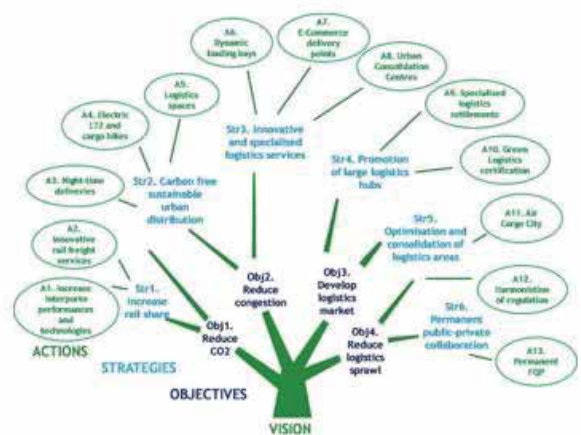 A6.
Dynamic
loading bays
A7.
E-Commerce
delivery
points
A8. Urban
Consolidation
Centres
A5.
Logistics
spaces
A9. Specialised
logistics
settlements
A4. Electric
LTZ and
cargo bikes
Str3. Innovative
and specialised
logistics services
Str4. Promotion
of large logistics
hubs
A10. Green
Logistics
certification
A3. Night-time
deliveries
Str2. Carbon free
sustainable
urban
distribution
A2.
Innovative
rail freight
services
Str5.
Optimisation and
consolidation of
logistics areas
A11. Air
Cargo City
A1. Increase
Interporto
performances
and
technologies
Str1.
Increase
rail share
Obj1.
Reduce
CO2
Obj2.
Reduce
congestion
Obj3.
Develop
logistics
market
Obj4.
Reduce
logistics
sprawl
A12.
Harmonisation
of regulation
Str6.
Permanent
public-private
collaboration
A13.
Permanent
FQP
ACTIONS
STRATEGIES
OBJECTIVES
VISION